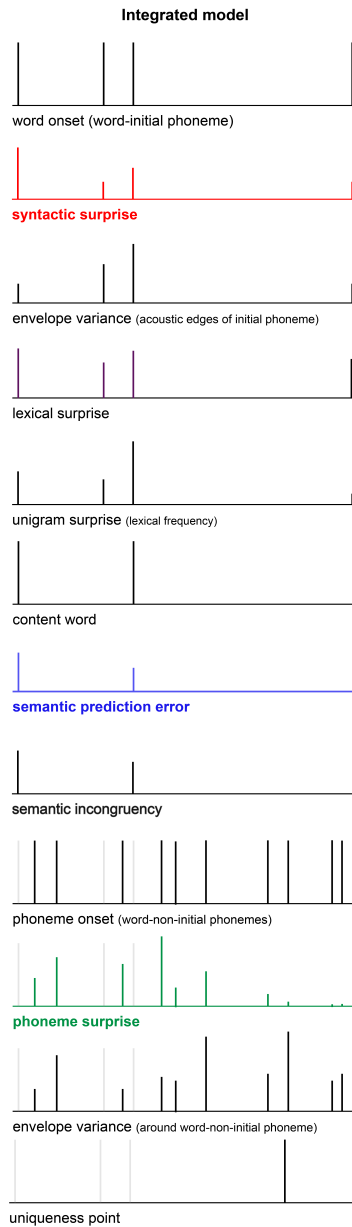 Integrated model
word onset (word-initial phoneme)
syntactic surprise
envelope variance (acoustic edges of initial phoneme)
lexical surprise
unigram surprise (lexical frequency)
content word
semantic prediction error
semantic incongruency
phoneme onset (word-non-initial phonemes)
phoneme surprise
envelope variance (around word-non-initial phoneme)
uniqueness point